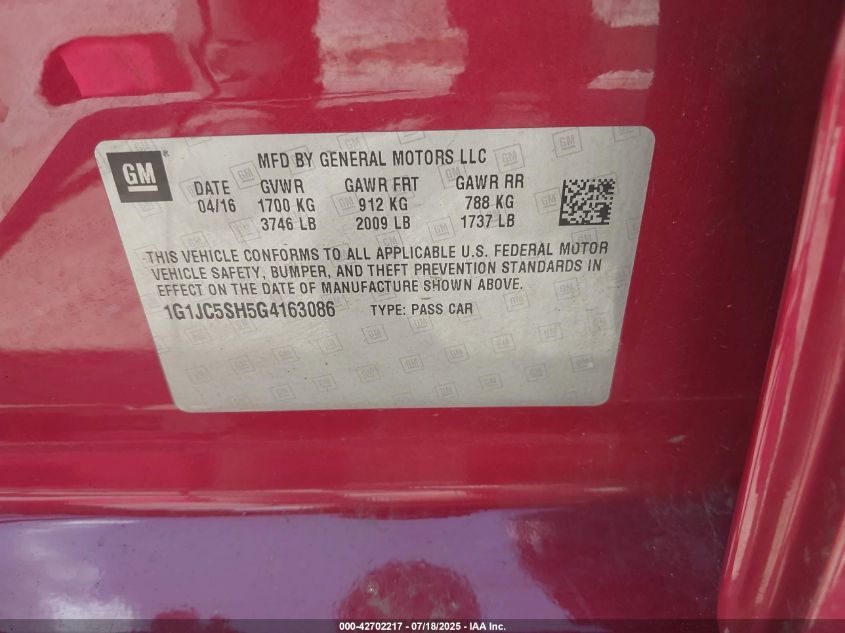 GM
MFD BY GENERAL MOTORS LLC
DATE GVWR GAWR FRT GAWR RR
04/16 1700 KG 912 KG 788 KG
3746 LB 2009 LB 1737 LB
THIS VEHICLE CONFORMS TO ALL APPLICABLE U.S. FEDERAL MOTOR
VEHICLE SAFETY, BUMPER, AND THEFT PREVENTION STANDARDS IN
EFFECT ON THE DATE OF MANUFACTURE SHOWN ABOVE.
1G1JC5SH5G4163086 TYPE: PASS CAR
000-42702217 - 07/18/2025 - IAA Inc.